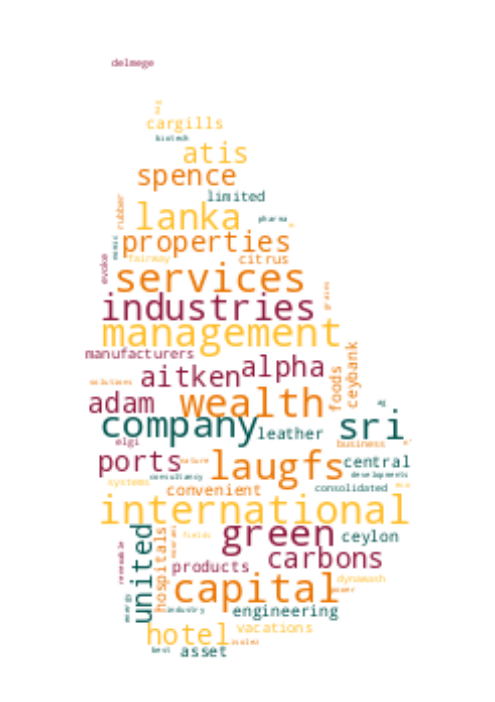 delmege
cargills
biotech
atis
spence
limited
rubber
lanka
pharma
properties
fairway
citrus
evoke
services
industries
management
manufacturers
alpha
aitken
solutions
foods
ceybank
adam
wealth
company
leather
sri
elgi
business
ports
nature
laugfs
central
consultancy
developments
systems
convenient
consolidated
international
green
united
hospitals
fields
ceylon
renewable
products
carbons
capital
dynawash
power
energy
industry
engineering
hotel
vacations
best
asset